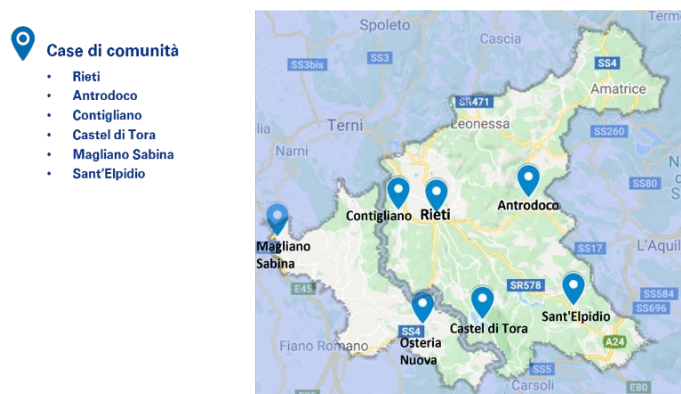 Case di comunità
• Rieti
• Antrodoco
• Contigliano
• Castel di Tora
• Magliano Sabina
• Sant'Elpidio
Spoleto
Cascia
SS3bis
SS3
SS4
Amatrice
SR471
Leonessa
Terni
SS260
Narni
SS80
Contigliano
Rieti
Antrodoco
Magliano
Sabina
SS17
L'Aquil
E45
SR578
SS584
SS696
Sant'Elpidio
SS4
Osteria
Nuova
Castel di Tora
Fiano Romano
A24
SS5
Carsoli
E80